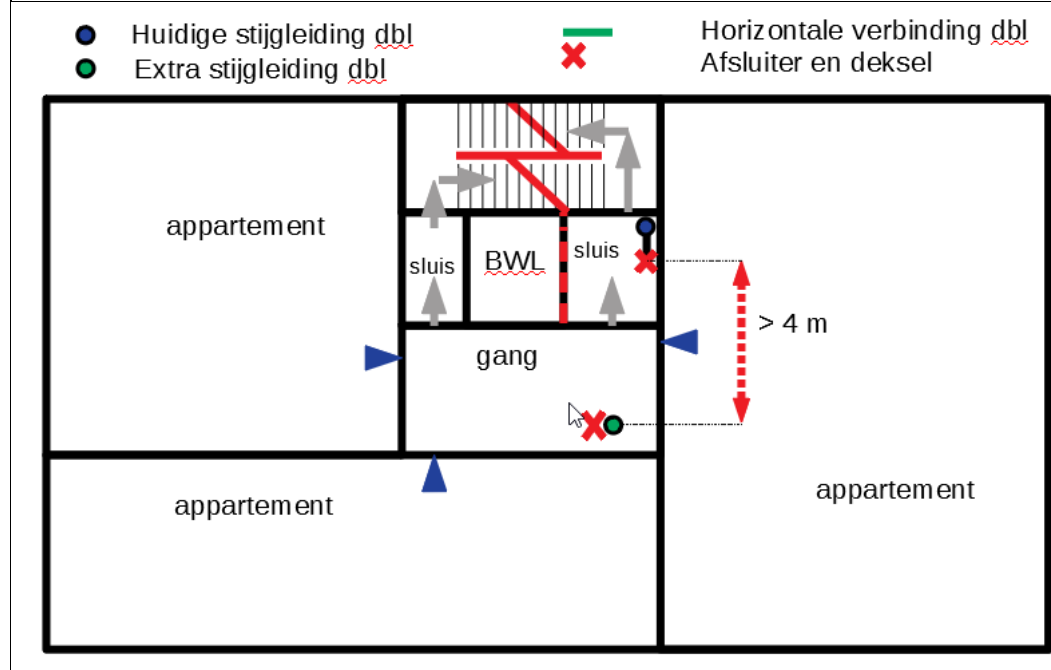 Huidige stijgleiding dbl
Horizontale verbinding dbl
Extra stijgleiding dbl
Afsluiter en deksel
appartement
sluis
BWL
sluis
> 4 m
gang
appartement
appartement